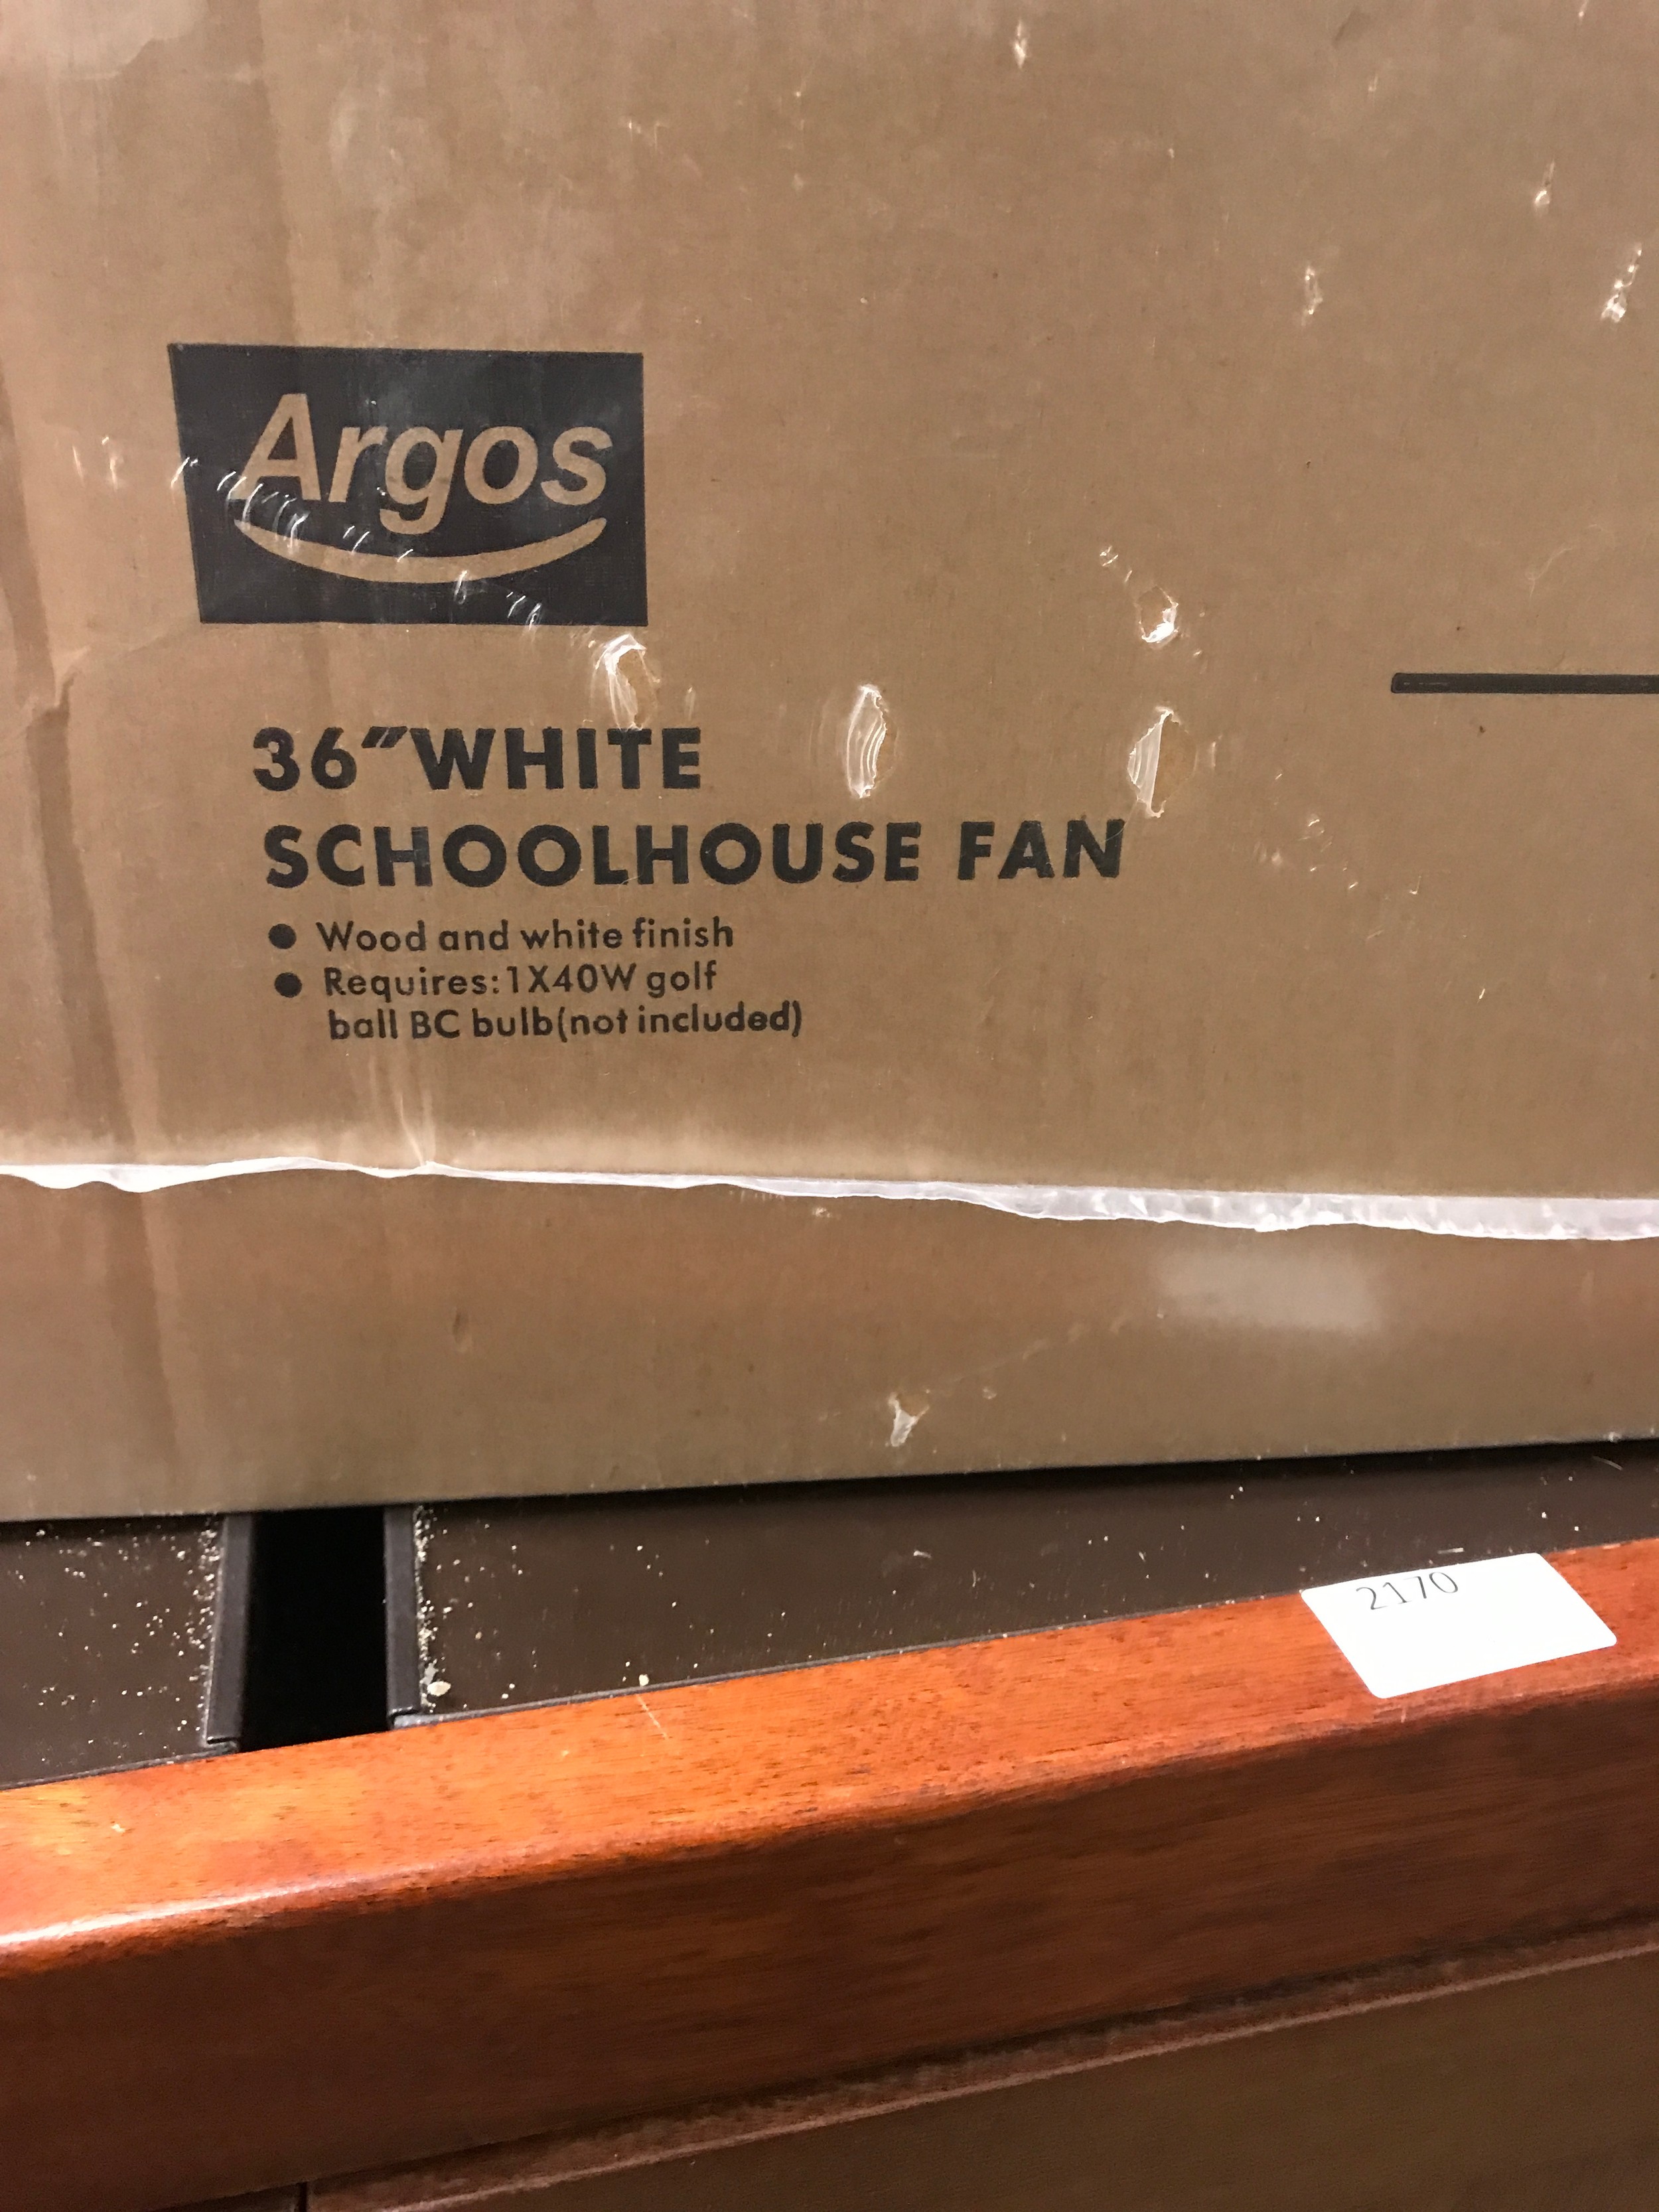 Argos
36″WHITE
SCHOOLHOUSE FAN
● Wood and white finish
● Requires:1X40W golf
ball BC bulb(not included)
2170